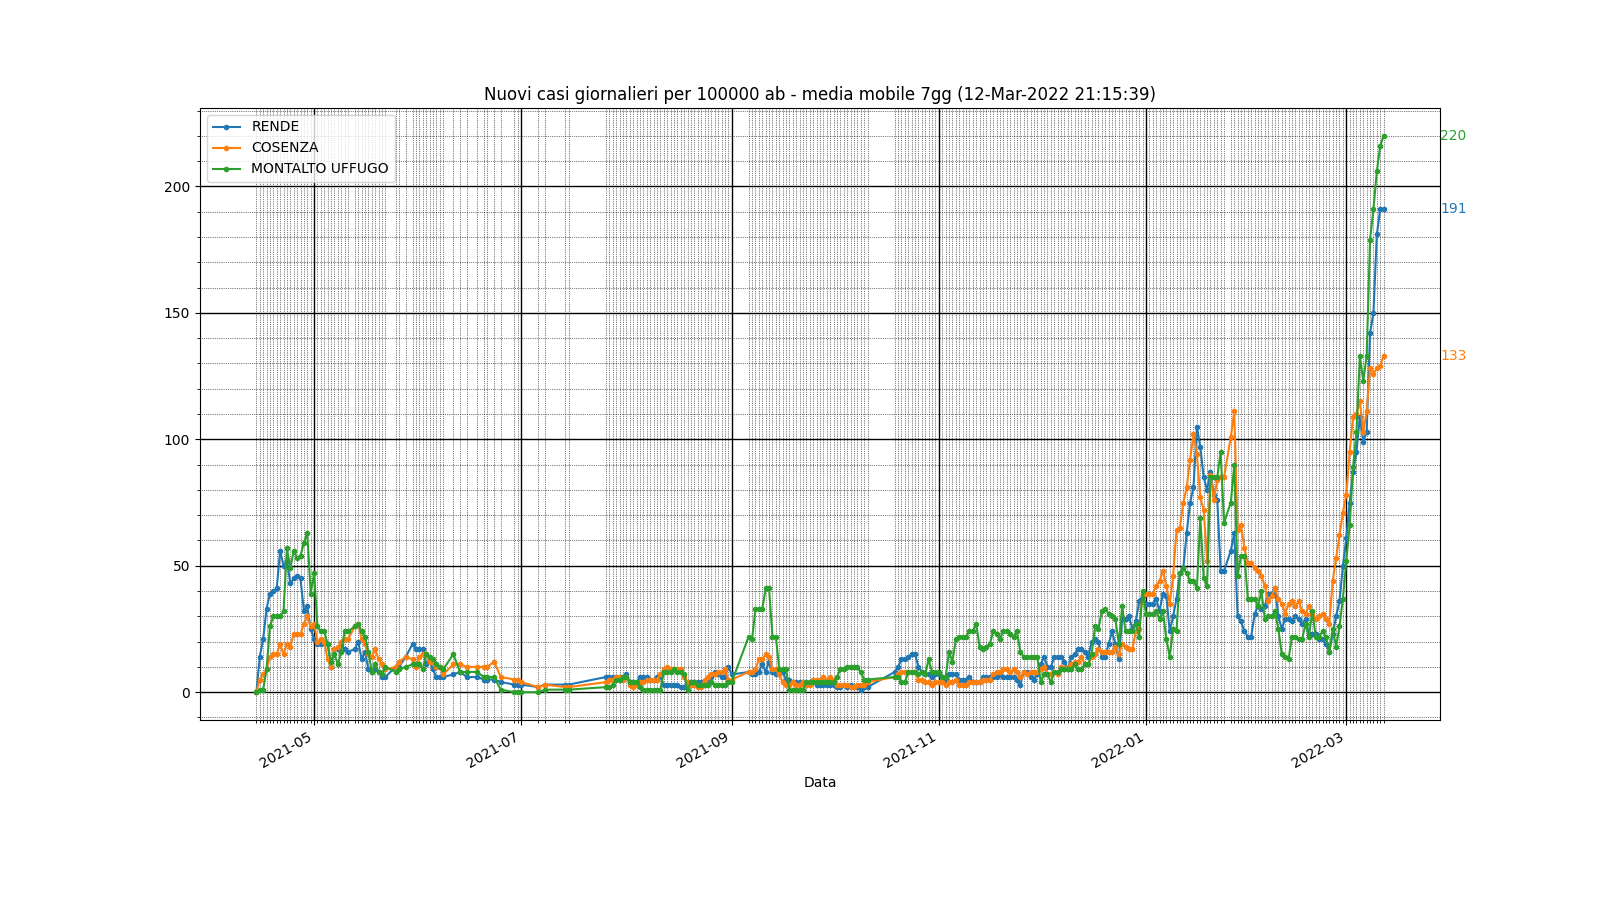 Nuovi casi giornalieri per 100000 ab - media mobile 7gg (12-Mar-2022 21:15:39)
RENDE
COSENZA
MONTALTO UFFUGO
220
191
133
200
150
100
50
0
2021-05
2021-07
2021-09
2021-11
2022-01
2022-03
Data